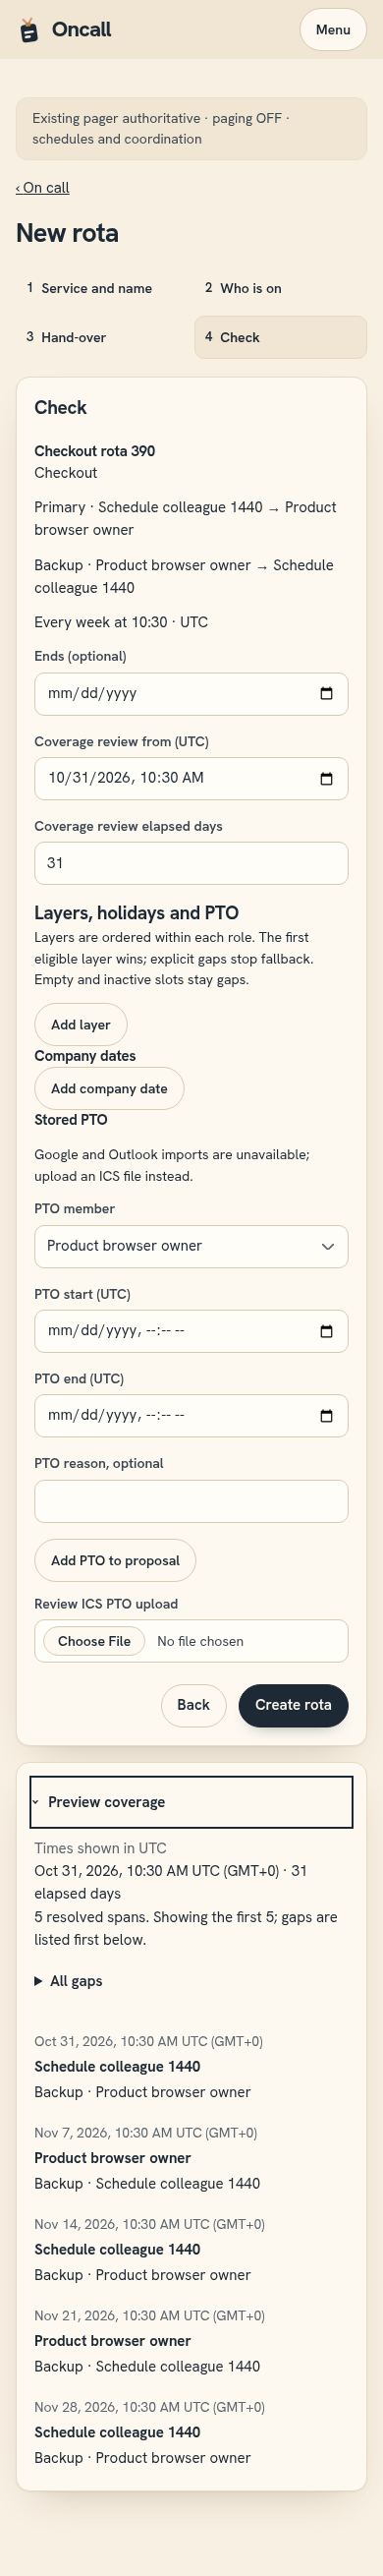 Oncall
Menu
Existing pager authoritative · paging OFF ·
schedules and coordination
‹ On call
New rota
1 Service and name
2 Who is on
3 Hand-over
4 Check
Check
Checkout rota 390
Checkout
Primary · Schedule colleague 1440 → Product
browser owner
Backup · Product browser owner → Schedule
colleague 1440
Every week at 10:30 · UTC
Ends (optional)
mm/dd/yyyy
Coverage review from (UTC)
10/31/2026, 10:30 AM
Coverage review elapsed days
31
Layers, holidays and PTO
Layers are ordered within each role. The first
eligible layer wins; explicit gaps stop fallback.
Empty and inactive slots stay gaps.
Add layer
Company dates
Add company date
Stored PTO
Google and Outlook imports are unavailable;
upload an ICS file instead.
PTO member
Product browser owner
PTO start (UTC)
mm/dd/yyyy, --:-- --
PTO end (UTC)
mm/dd/yyyy, --:-- --
PTO reason, optional
Add PTO to proposal
Review ICS PTO upload
Choose File No file chosen
Back
Create rota
Preview coverage
Times shown in UTC
Oct 31, 2026, 10:30 AM UTC (GMT+0) · 31
elapsed days
5 resolved spans. Showing the first 5; gaps are
listed first below.
All gaps
Oct 31, 2026, 10:30 AM UTC (GMT+0)
Schedule colleague 1440
Backup · Product browser owner
Nov 7, 2026, 10:30 AM UTC (GMT+0)
Product browser owner
Backup · Schedule colleague 1440
Nov 14, 2026, 10:30 AM UTC (GMT+0)
Schedule colleague 1440
Backup · Product browser owner
Nov 21, 2026, 10:30 AM UTC (GMT+0)
Product browser owner
Backup · Schedule colleague 1440
Nov 28, 2026, 10:30 AM UTC (GMT+0)
Schedule colleague 1440
Backup · Product browser owner